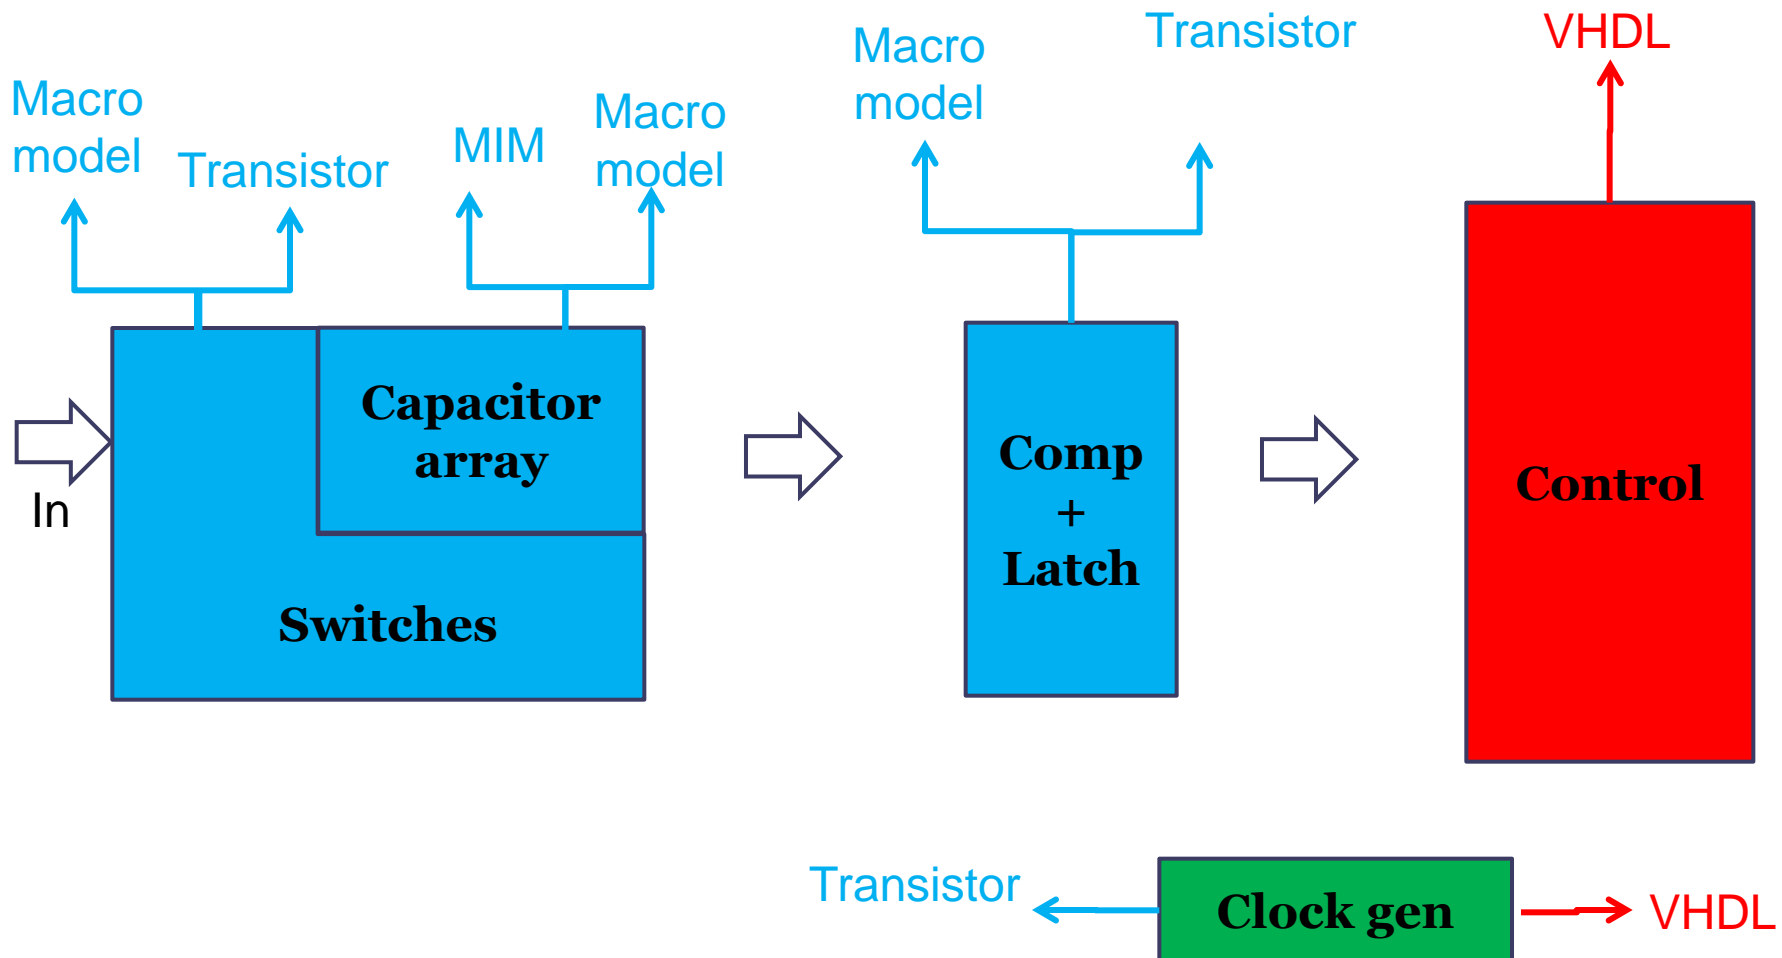 Macro
model
Transistor
MIM
Macro
model
Macro
model
Transistor
VHDL
In
Capacitor
array
Switches
Comp
+
Latch
Control
Transistor
Clock gen
VHDL